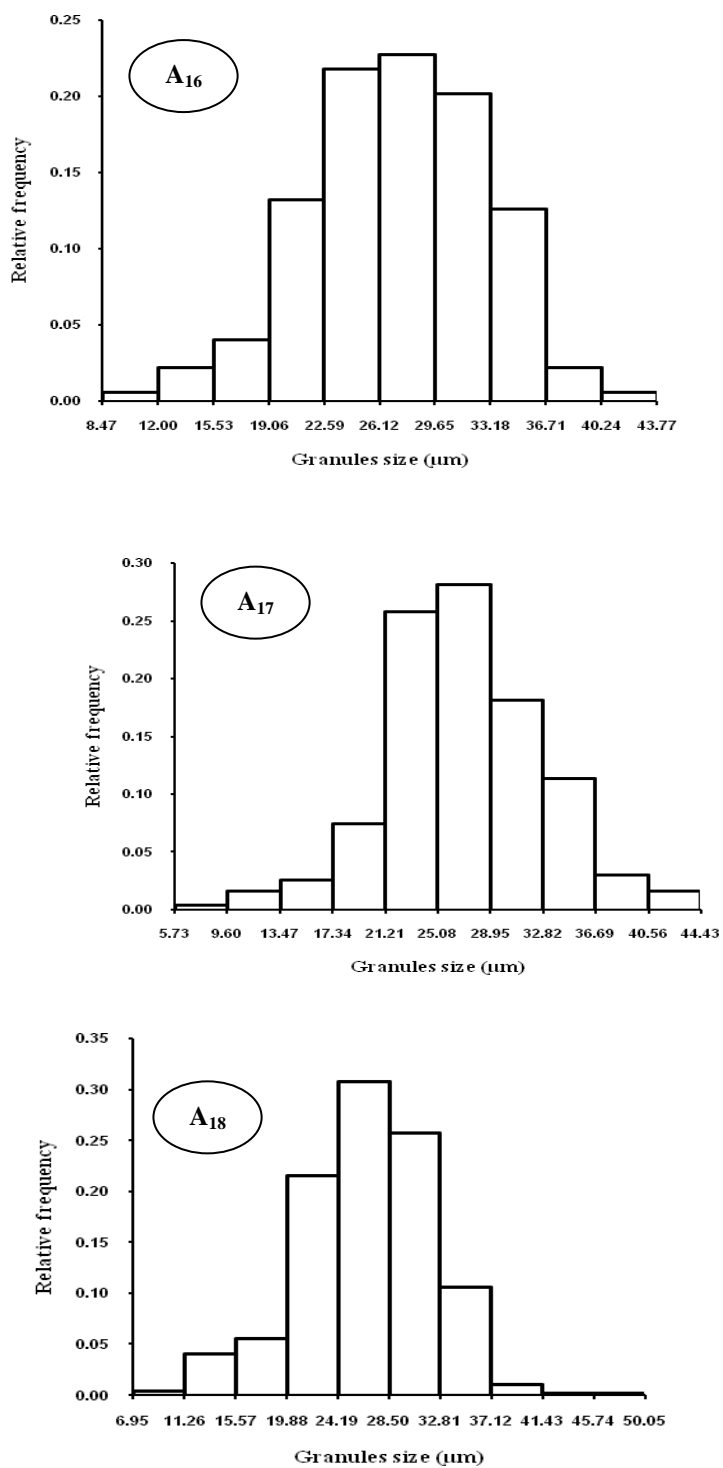 0.25
A16
0.20
0.15
0.10
0.05
0.00
Relative frequency
8.47 12.00 15.53 19.06 22.59 26.12 29.65 33.18 36.71 40.24 43.77
Granules size (µm)
0.30
A17
0.25
0.20
0.15
0.10
0.05
0.00
Relative frequency
5.73 9.60 13.47 17.34 21.21 25.08 28.95 32.82 36.69 40.56 44.43
Granules size (µm)
0.35
0.30
A18
0.25
0.20
0.15
0.10
0.05
0.00
Relative frequency
6.95 11.26 15.57 19.88 24.19 28.50 32.81 37.12 41.43 45.74 50.05
Granules size (µm)